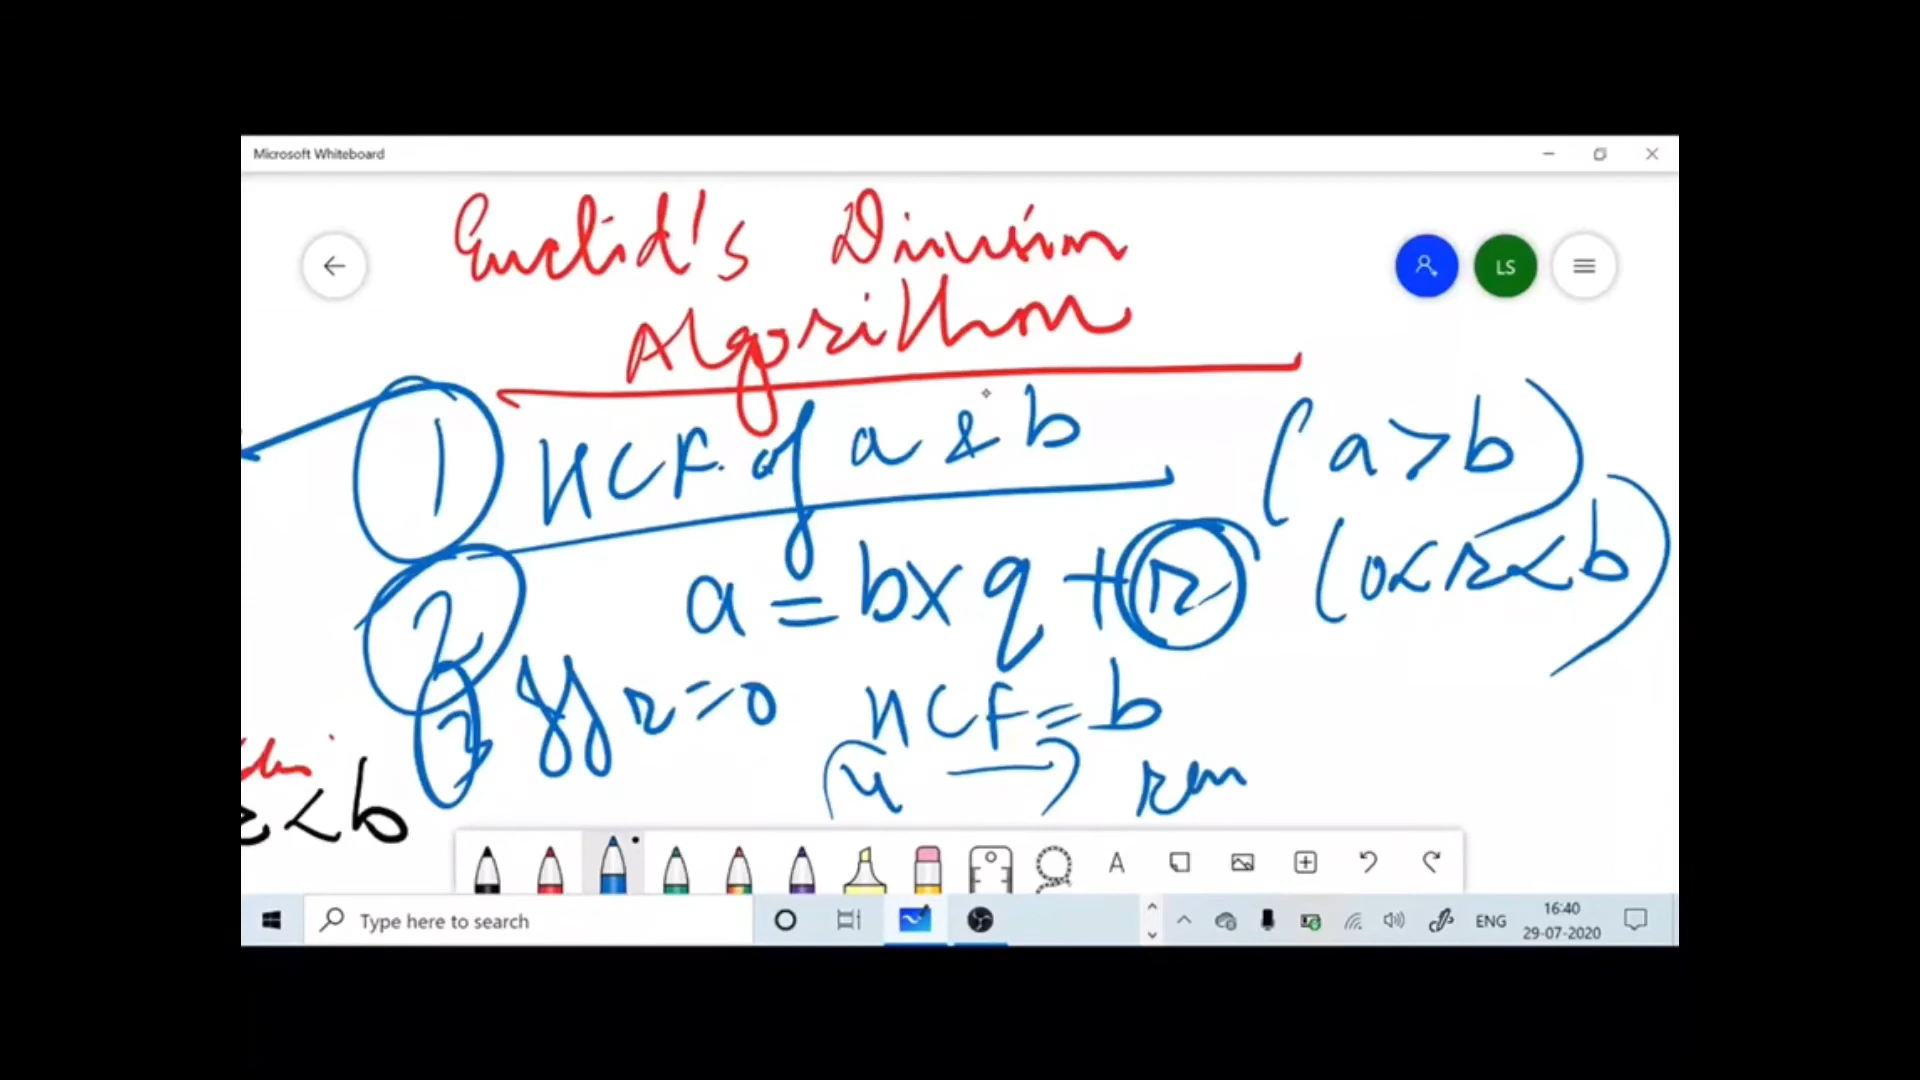 Microsoft Whiteboard
Euclid's Division
Algorithm
LS
1 HCF of a & b (a > b)
2 a = b x q + r (0 < r < b)
3 If r = 0 HCF = b
< b
A
Type here to search
ENG
16:40
29-07-2020